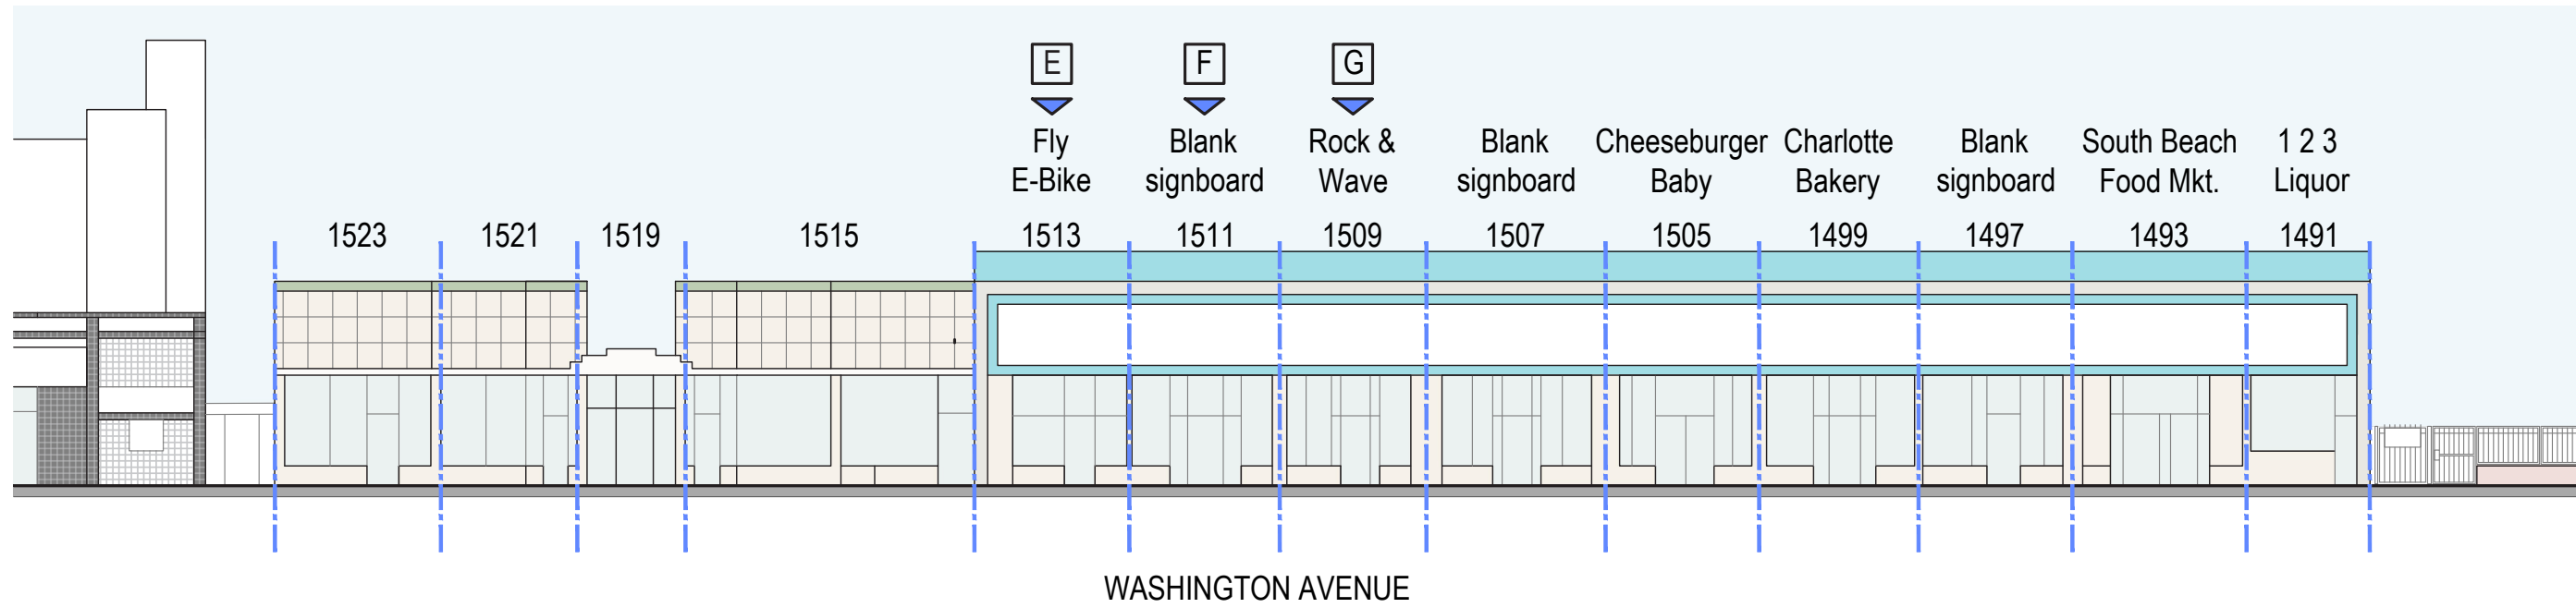 E F G
Fly E-Bike
Blank signboard
Rock & Wave
Blank signboard
Cheeseburger Baby
Charlotte Bakery
Blank signboard
South Beach Food Mkt.
1 2 3 Liquor
1523 1521 1519 1515 1513 1511 1509 1507 1505 1499 1497 1493 1491
WASHINGTON AVENUE